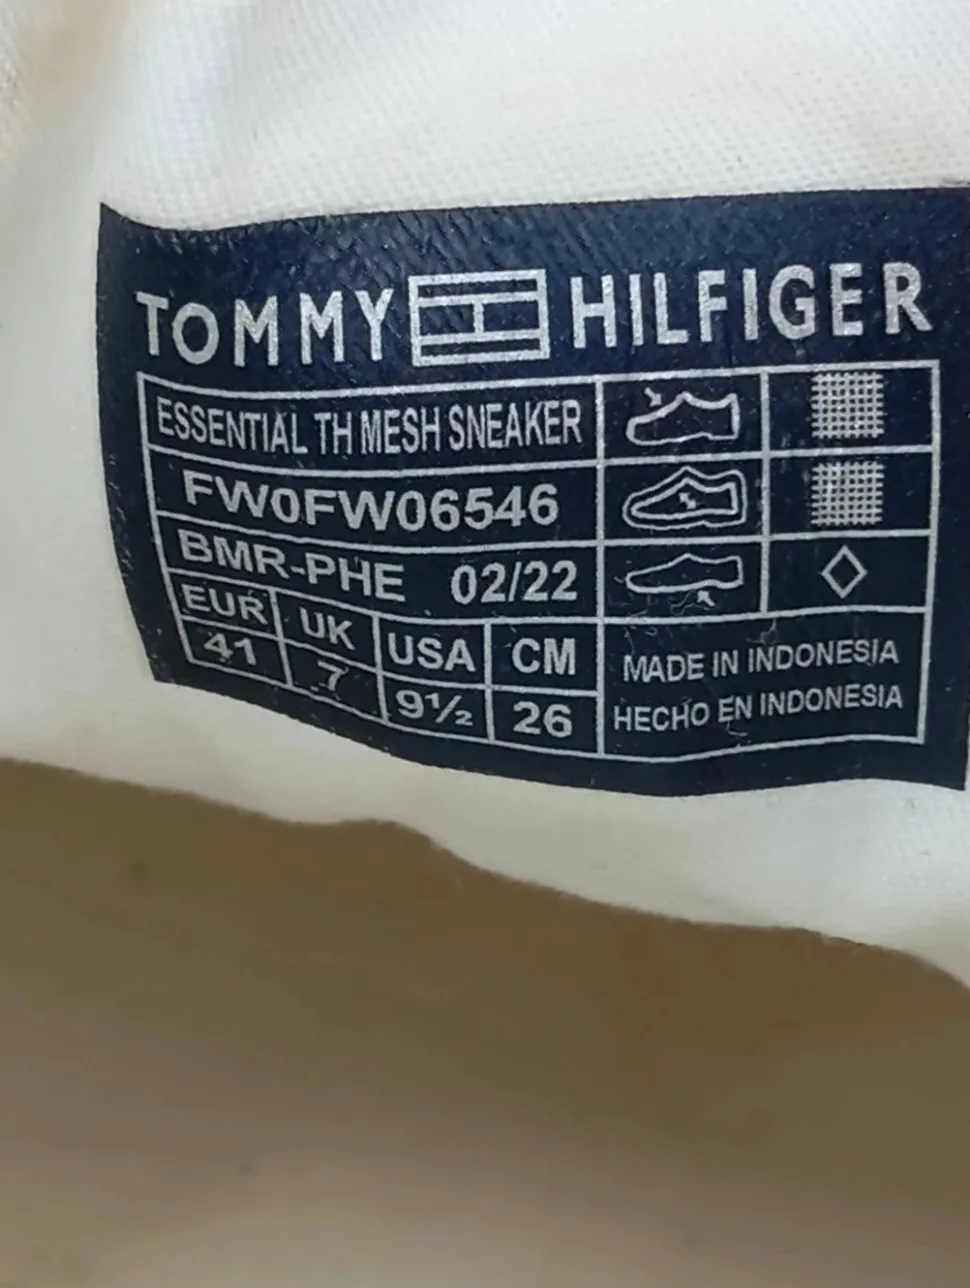 TOMMY HILFIGER
ESSENTIAL TH MESH SNEAKER
FW0FW06546
BMR-PHE 02/22
EUR UK USA CM
41 7 9½ 26
MADE IN INDONESIA
HECHO EN INDONESIA